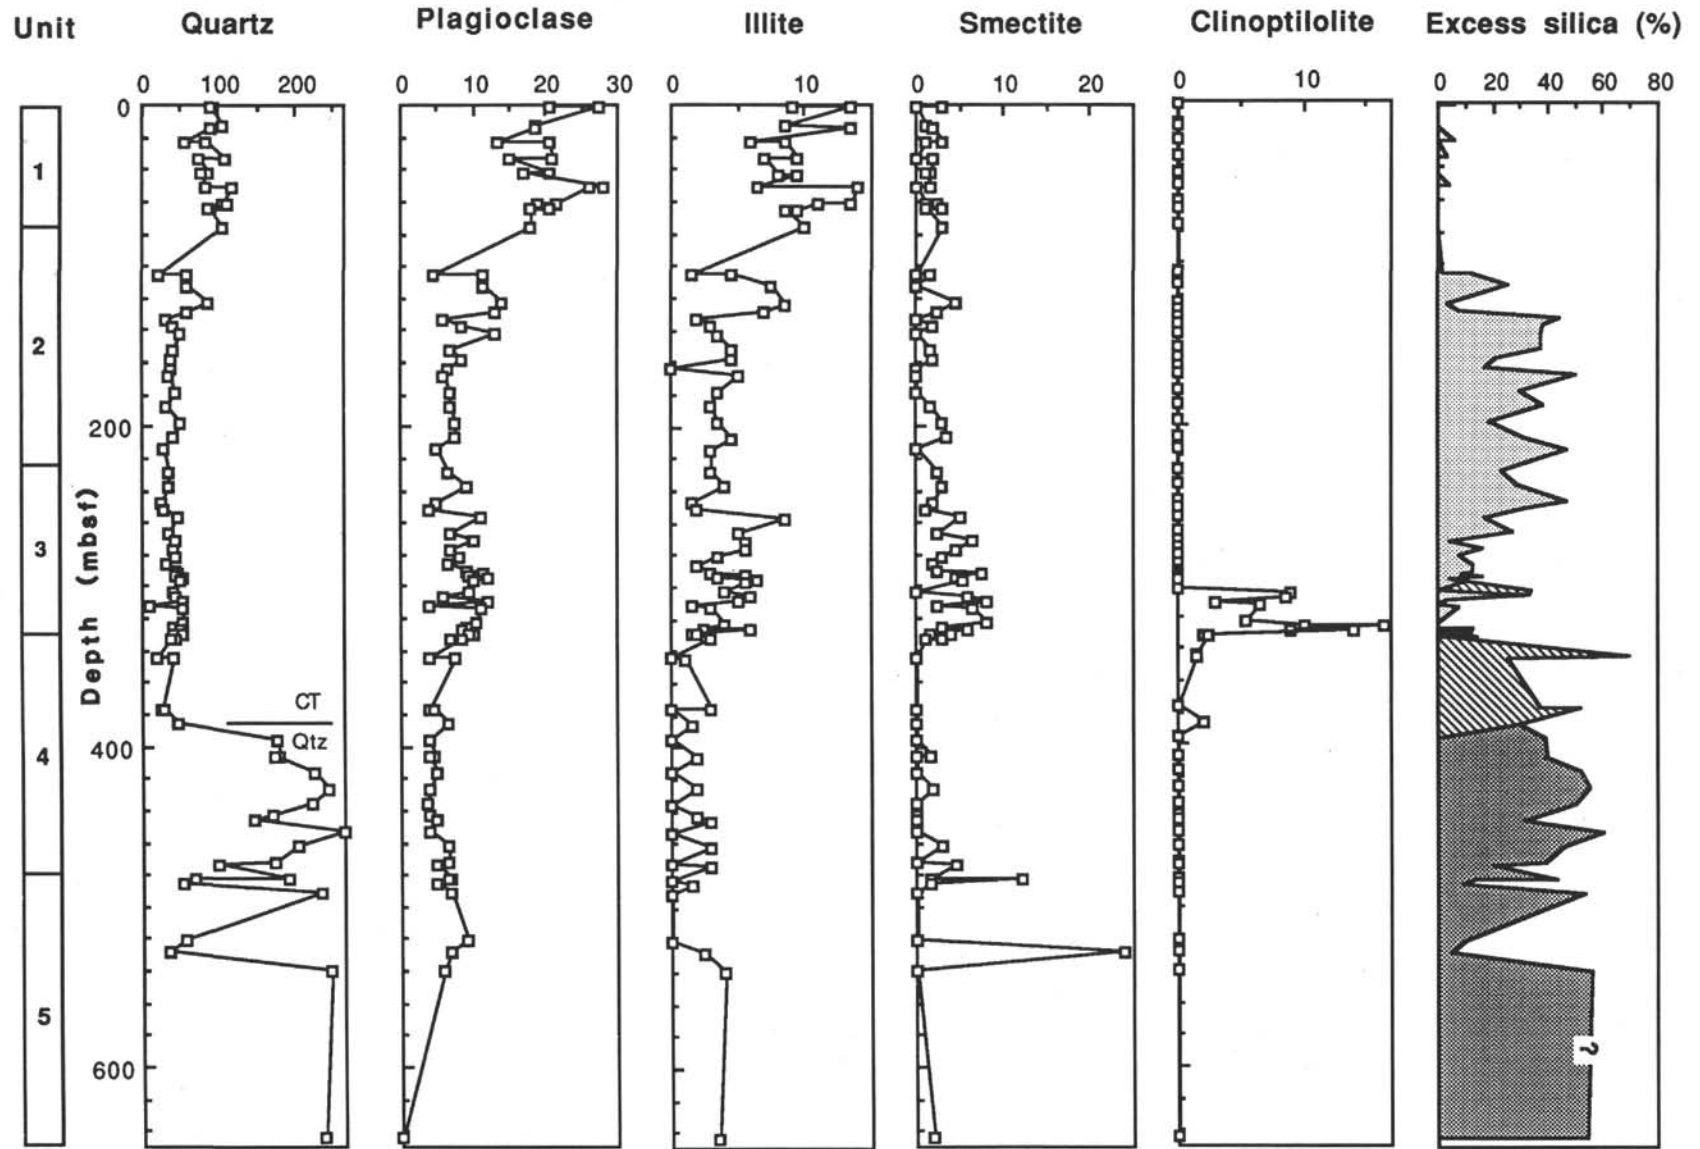 Unit Quartz Plagioclase Illite Smectite Clinoptilolite Excess silica (%)
0 100 200 0 10 20 30 0 10 0 10 20 0 10 0 20 40 60 80
0
1
2
200
3
Depth (mbsf)
CT
Qtz
400
4
5
600
?